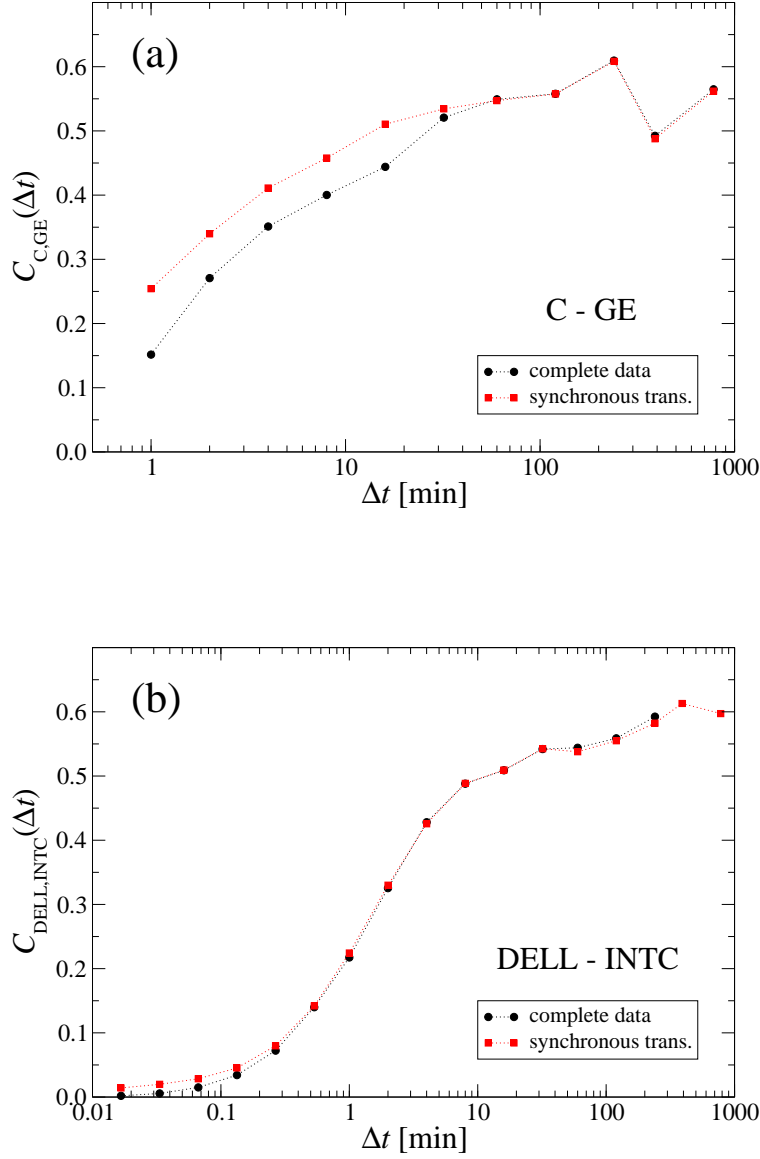 (a)
0.6
0.5
0.4
0.3
0.2
0.1
0.0
C_{C,GE}(Δt)
C - GE
complete data
synchronous trans.
1 10 100 1000
Δt [min]
(b)
0.6
0.5
0.4
0.3
0.2
0.1
0.0
C_{DELL,INTC}(Δt)
DELL - INTC
complete data
synchronous trans.
0.01 0.1 1 10 100 1000
Δt [min]